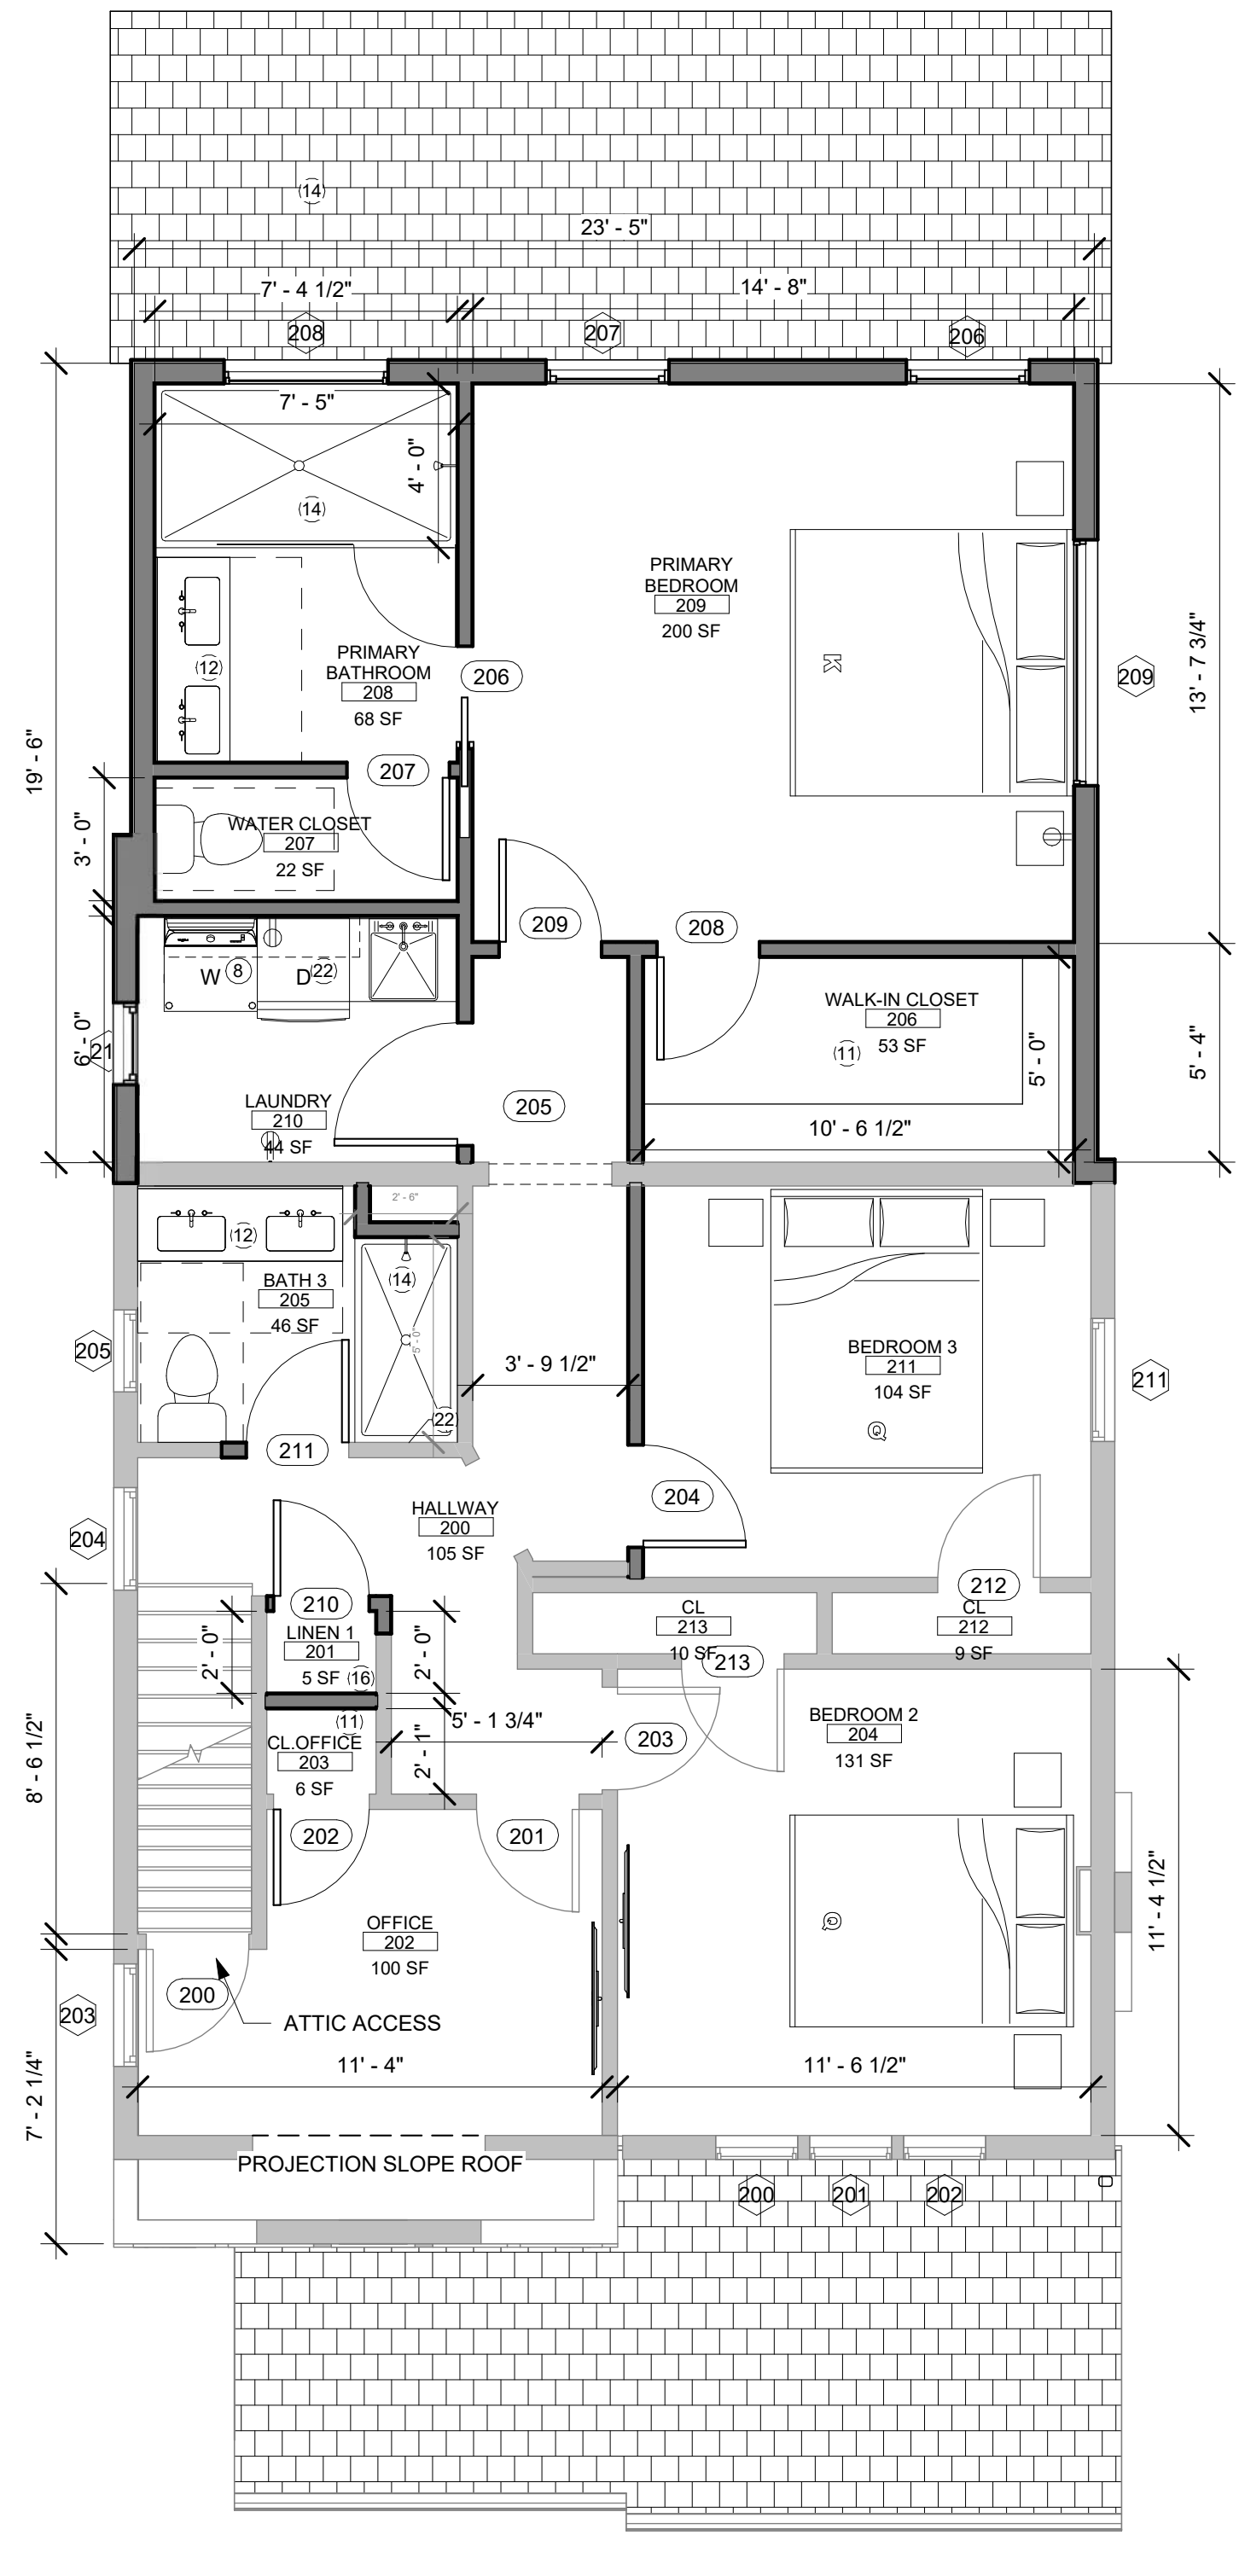 (14)
23' - 5"
7' - 4 1/2"
14' - 8"
208
207
206
7' - 5"
4' - 0"
(14)
PRIMARY
BEDROOM
209
200 SF
K
209
13' - 7 3/4"
19' - 6"
PRIMARY
BATHROOM
208
68 SF
(12)
206
207
3' - 0"
WATER CLOSET
207
22 SF
209
208
W
8
D
(22)
6' - 0"
21
LAUNDRY
210
44 SF
205
WALK-IN CLOSET
206
53 SF
(11)
5' - 0"
5' - 4"
10' - 6 1/2"
2' - 6"
(12)
(14)
BATH 3
205
46 SF
5' - 0"
205
3' - 9 1/2"
BEDROOM 3
211
104 SF
Q
211
(22)
211
204
204
HALLWAY
200
105 SF
212
CL
212
9 SF
CL
213
10 SF
213
210
LINEN 1
201
5 SF
(16)
2' - 0"
2' - 0"
(11)
CL.OFFICE
203
6 SF
2' - 1"
5' - 1 3/4"
203
BEDROOM 2
204
131 SF
8' - 6 1/2"
202
201
OFFICE
202
100 SF
Q
11' - 4 1/2"
200
203
ATTIC ACCESS
7' - 2 1/4"
11' - 4"
11' - 6 1/2"
PROJECTION SLOPE ROOF
200
201
202